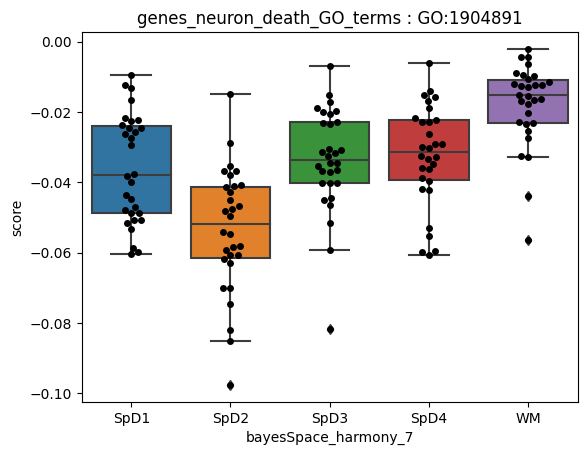 genes_neuron_death_GO_terms : GO:1904891
0.00
−0.02
−0.04
−0.06
−0.08
−0.10
score
SpD1 SpD2 SpD3 SpD4 WM
bayesSpace_harmony_7